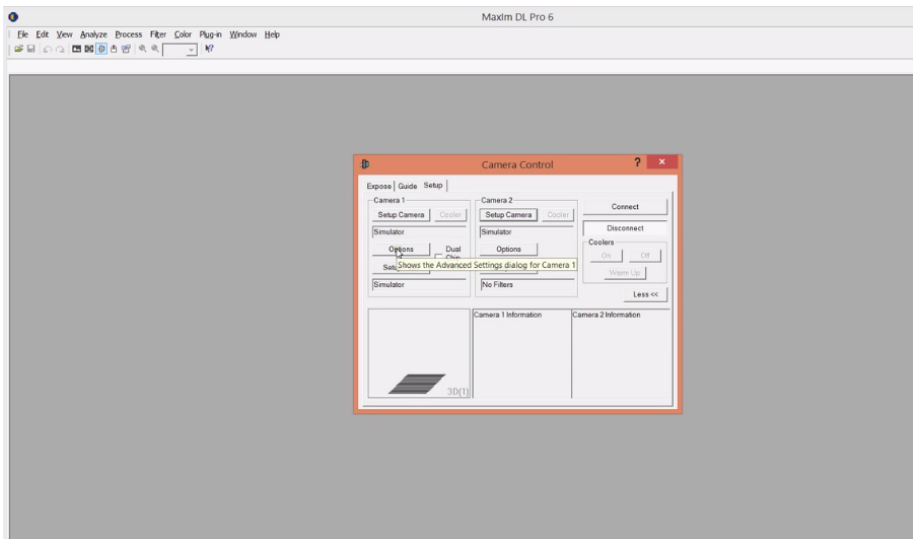 MaxIm DL Pro 6
File Edit View Analyze Process Filter Color Plug-in Window Help
Camera Control
Expose Guide Setup
Camera 1
Setup Camera Cooler
Simulator
Options Dual Chip
Simulator
Camera 2
Setup Camera Cooler
Simulator
Options
Shows the Advanced Settings dialog for Camera 1
No Filters
Connect
Disconnect
Coolers
On Off
Warm Up
Less <<
3D(1)
Camera 1 Information
Camera 2 Information